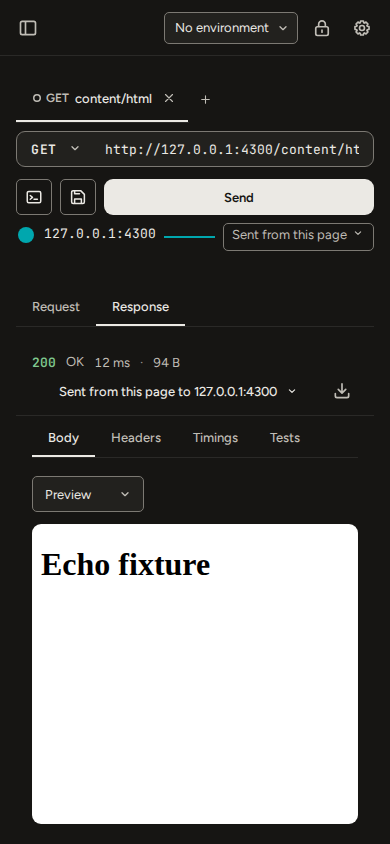 No environment
GET content/html
GET http://127.0.0.1:4300/content/ht
Send
127.0.0.1:4300 Sent from this page
Request Response
200 OK 12 ms · 94 B
Sent from this page to 127.0.0.1:4300
Body Headers Timings Tests
Preview
Echo fixture